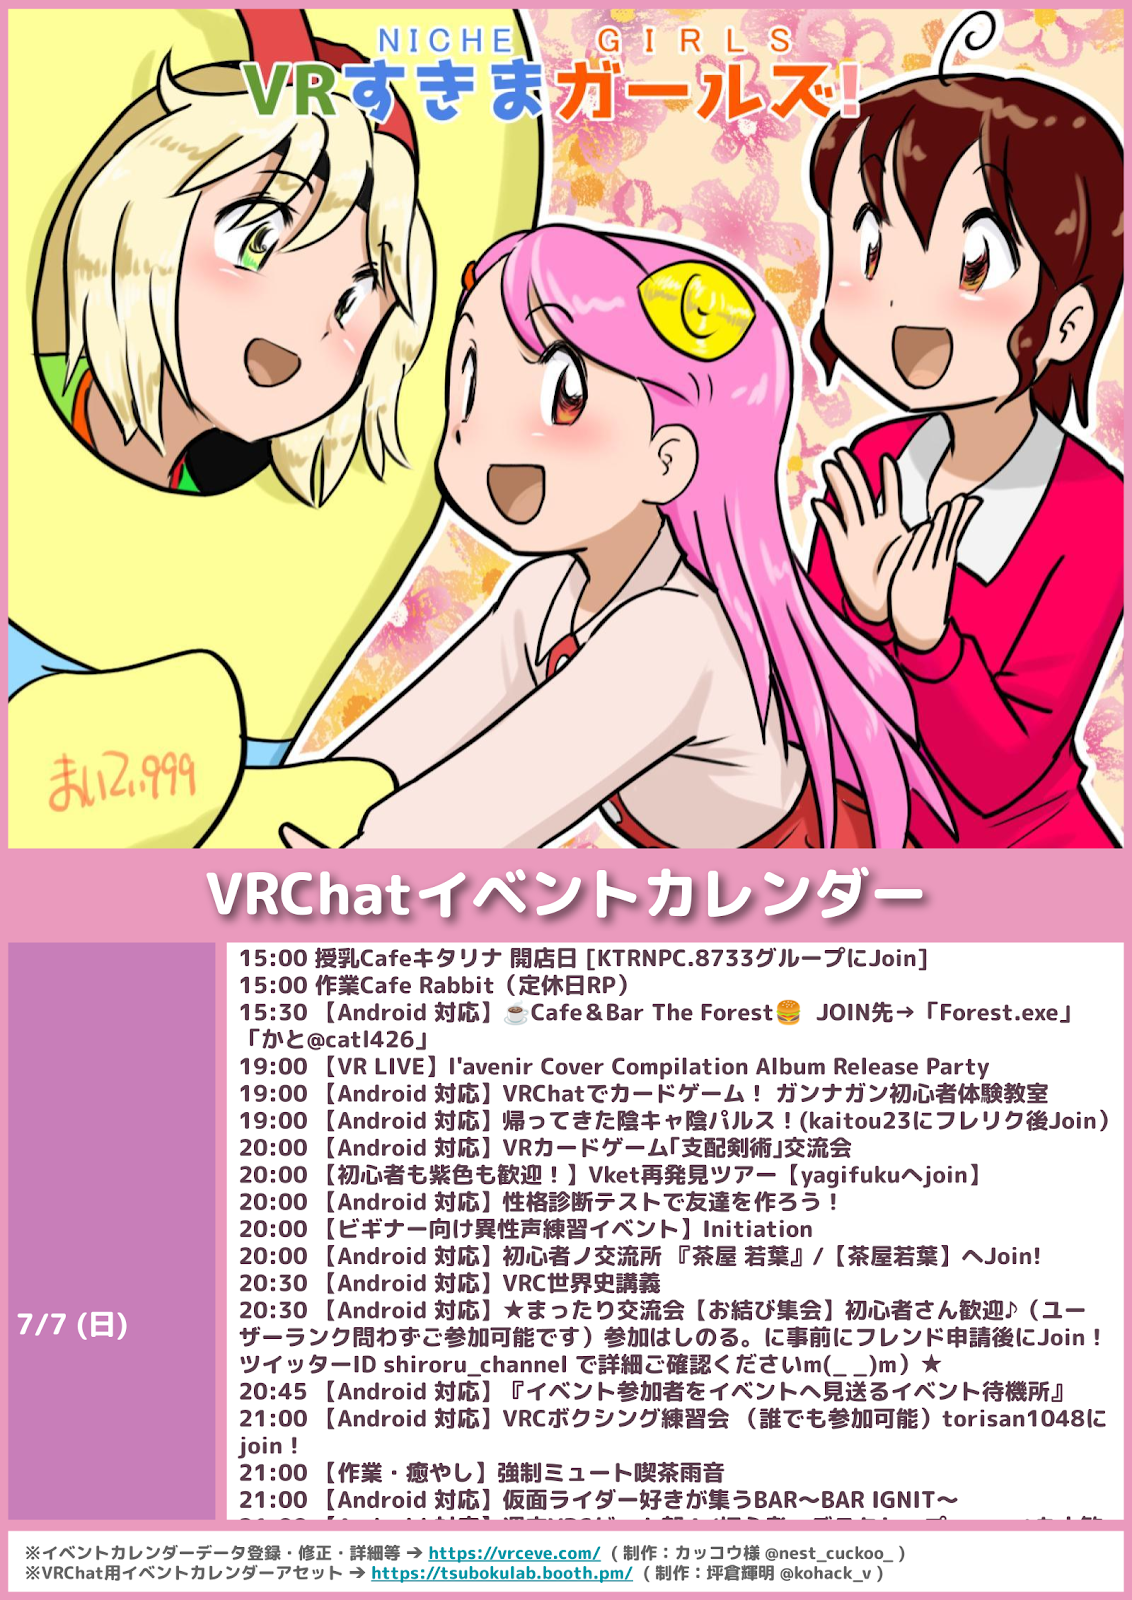 NICHE GIRLS
VRすきまガールズ!
まいてぃ999
VRChatイベントカレンダー
7/7 (日)
15:00 授乳Cafeキタリナ 開店日 [KTRNPC.8733グループにJoin]
15:00 作業Cafe Rabbit（定休日RP）
15:30 【Android 対応】☕Cafe＆Bar The Forest🍔 JOIN先→「Forest.exe」
「かと@catl426」
19:00 【VR LIVE】l'avenir Cover Compilation Album Release Party
19:00 【Android 対応】VRChatでカードゲーム！ ガンナガン初心者体験教室
19:00 【Android 対応】帰ってきた陰キャ陰パルス！(kaitou23にフレリク後Join）
20:00 【Android 対応】VRカードゲーム｢支配剣術｣交流会
20:00 【初心者も紫色も歓迎！】Vket再発見ツアー【yagifukuへjoin】
20:00 【Android 対応】性格診断テストで友達を作ろう！
20:00 【ビギナー向け異性声練習イベント】Initiation
20:00 【Android 対応】初心者ノ交流所 『茶屋 若葉』/【茶屋若葉】へJoin!
20:30 【Android 対応】VRC世界史講義
20:30 【Android 対応】★まったり交流会【お結び集会】初心者さん歓迎♪（ユー
ザーランク問わずご参加可能です）参加はしのる。に事前にフレンド申請後にJoin！
ツイッターID shiroru_channel で詳細ご確認くださいm(_ _)m）★
20:45 【Android 対応】『イベント参加者をイベントへ見送るイベント待機所』
21:00 【Android 対応】VRCボクシング練習会 （誰でも参加可能）torisan1048に
join！
21:00 【作業・癒やし】強制ミュート喫茶雨音
21:00 【Android 対応】仮面ライダー好きが集うBAR～BAR IGNIT～
※イベントカレンダーデータ登録・修正・詳細等 → https://vrceve.com/ （制作：カッコウ様 @nest_cuckoo_ ）
※VRChat用イベントカレンダーアセット → https://tsubokulab.booth.pm/ （制作：坪倉輝明 @kohack_v ）